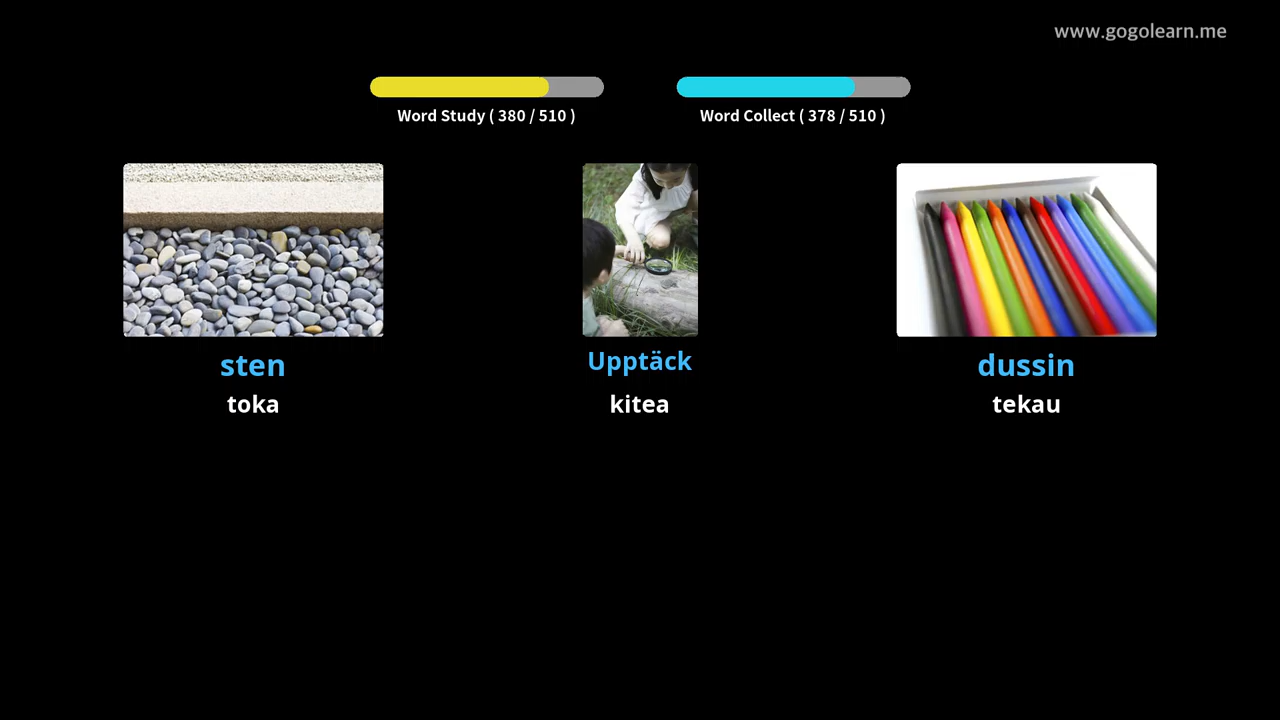 www.gogolearn.me
Word Study ( 380 / 510 )
Word Collect ( 378 / 510 )
sten
toka
Upptäck
kitea
dussin
tekau